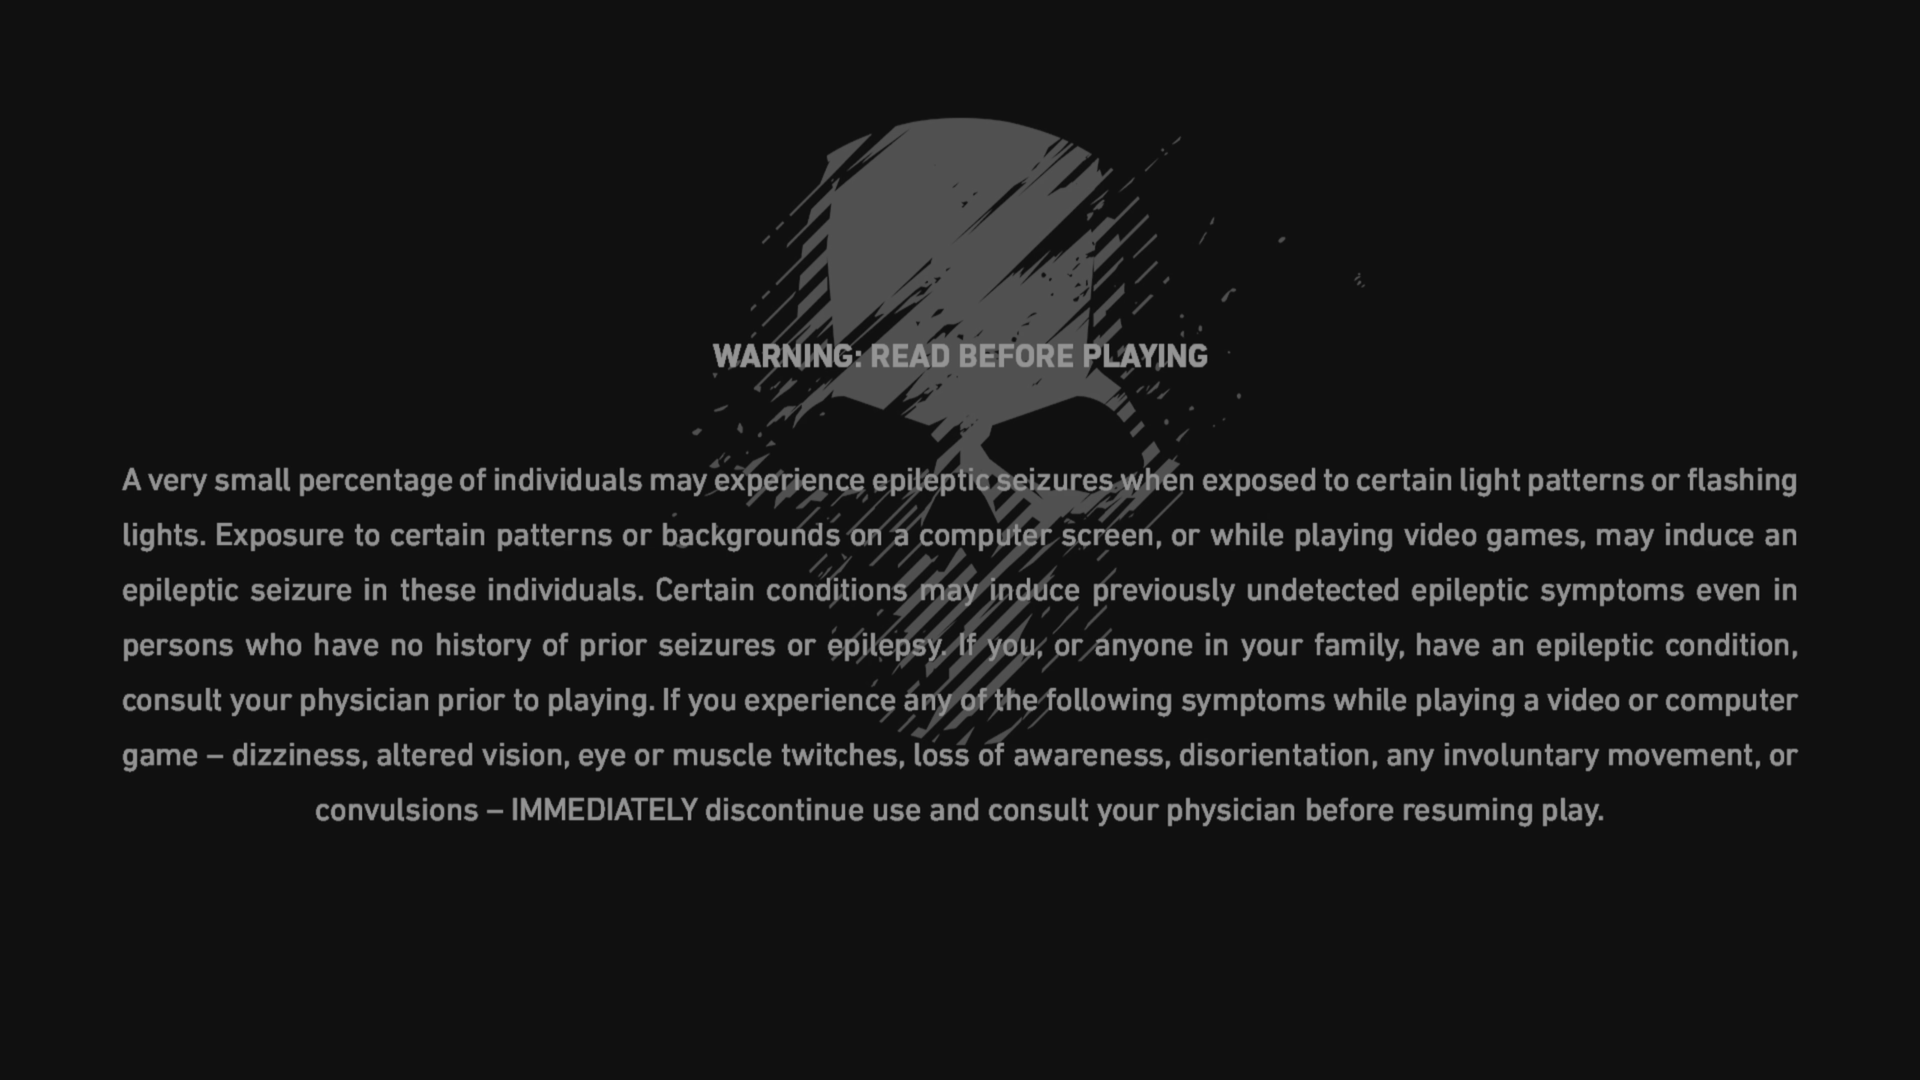 WARNING: READ BEFORE PLAYING
A very small percentage of individuals may experience epileptic seizures when exposed to certain light patterns or flashing
lights. Exposure to certain patterns or backgrounds on a computer screen, or while playing video games, may induce an
epileptic seizure in these individuals. Certain conditions may induce previously undetected epileptic symptoms even in
persons who have no history of prior seizures or epilepsy. If you, or anyone in your family, have an epileptic condition,
consult your physician prior to playing. If you experience any of the following symptoms while playing a video or computer
game – dizziness, altered vision, eye or muscle twitches, loss of awareness, disorientation, any involuntary movement, or
convulsions – IMMEDIATELY discontinue use and consult your physician before resuming play.